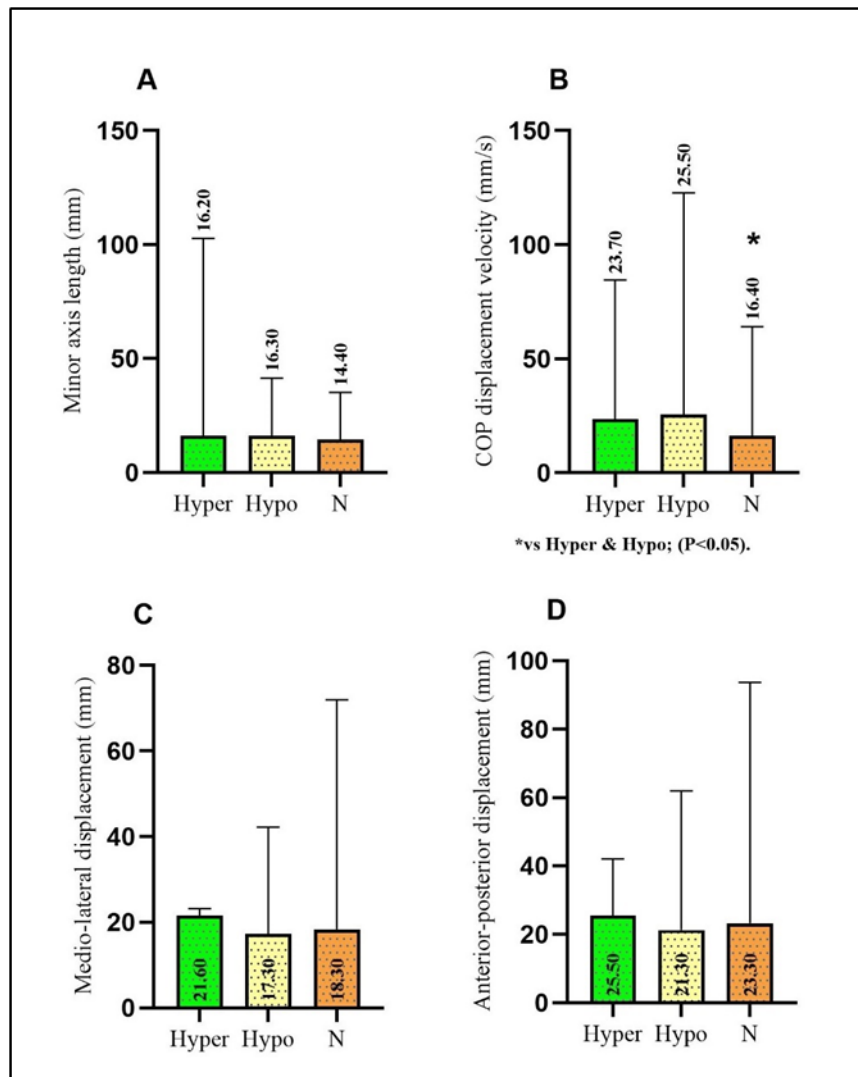 A
Minor axis length (mm)
150
100
50
0
16.20
16.30
14.40
Hyper Hypo N
B
COP displacement velocity (mm/s)
150
100
50
0
23.70
25.50
*
16.40
Hyper Hypo N
*vs Hyper & Hypo; (P<0.05).
C
Medio-lateral displacement (mm)
80
60
40
20
0
21.60
17.30
18.30
Hyper Hypo N
D
Anterior-posterior displacement (mm)
100
80
60
40
20
0
25.50
21.30
23.30
Hyper Hypo N